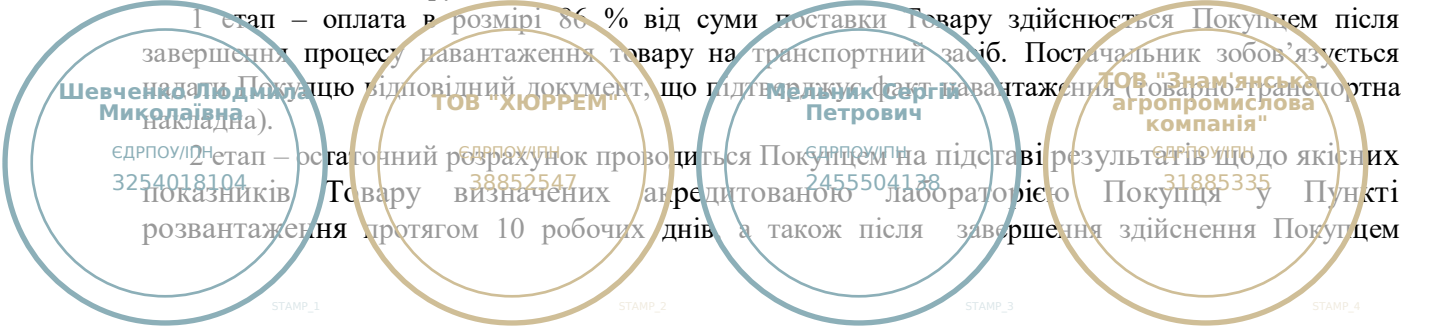 1 етап – оплата в розмірі 86 % від суми поставки Товару здійснюється Покупцем після
завершення процесу навантаження товару на транспортний засіб. Постачальник зобов’язується
надати Покупцю відповідний документ, що підтверджує факт навантаження (товарно-транспортна
накладна).
2 етап – остаточний розрахунок проводиться Покупцем на підставі результатів щодо якісних
показників Товару визначених акредитованою лабораторією Покупця у Пункті
розвантаження протягом 10 робочих днів, а також після завершення здійснення Покупцем
Шевченко Людмила
Миколаївна
ЄДРПОУ/ІПН
3254018104
STAMP_1
ТОВ "ХЮРРЕМ"
ЄДРПОУ/ІПН
38852547
STAMP_2
Мельник Сергій
Петрович
ЄДРПОУ/ІПН
2455504138
STAMP_3
ТОВ "Знам'янська
агропромислова
компанія"
ЄДРПОУ/ІПН
31885335
STAMP_4